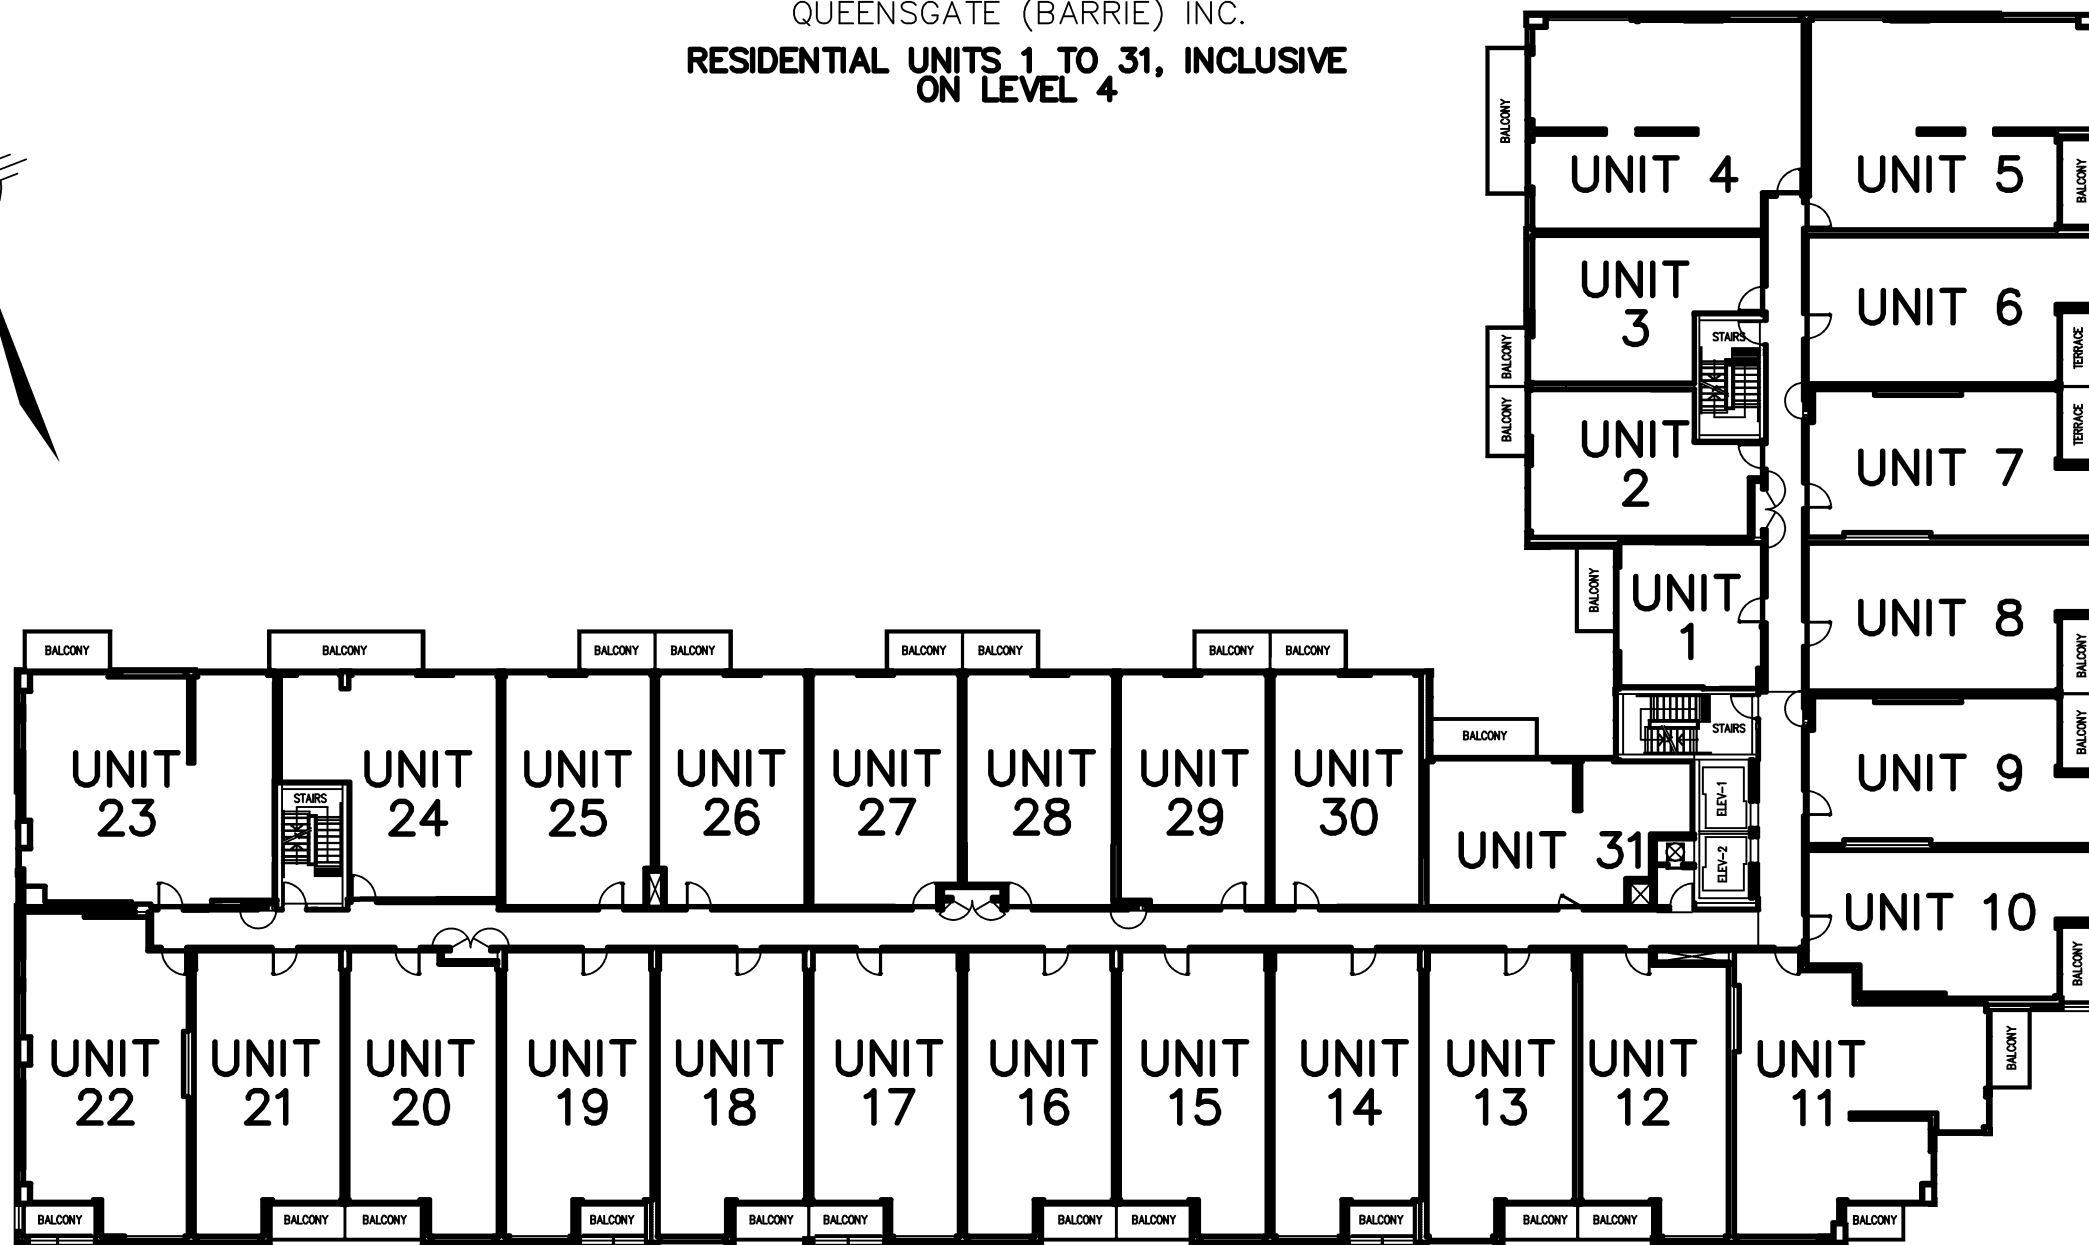 QUEENSGATE (BARRIE) INC.
RESIDENTIAL UNITS 1 TO 31, INCLUSIVE
ON LEVEL 4
BALCONY
UNIT 4
UNIT 5
BALCONY
UNIT
3
STAIRS
UNIT 6
BALCONY
TERRACE
BALCONY
TERRACE
UNIT
2
UNIT 7
BALCONY
UNIT
1
UNIT 8
BALCONY
BALCONY
BALCONY
BALCONY
BALCONY
BALCONY
BALCONY
BALCONY
BALCONY
BALCONY
BALCONY
STAIRS
BALCONY
UNIT
23
STAIRS
UNIT
24
UNIT
25
UNIT
26
UNIT
27
UNIT
28
UNIT
29
UNIT
30
UNIT 31
ELEV-1
ELEV-2
UNIT 9
UNIT 10
BALCONY
UNIT
22
UNIT
21
UNIT
20
UNIT
19
UNIT
18
UNIT
17
UNIT
16
UNIT
15
UNIT
14
UNIT
13
UNIT
12
UNIT
11
BALCONY
BALCONY
BALCONY
BALCONY
BALCONY
BALCONY
BALCONY
BALCONY
BALCONY
BALCONY
BALCONY
BALCONY
BALCONY